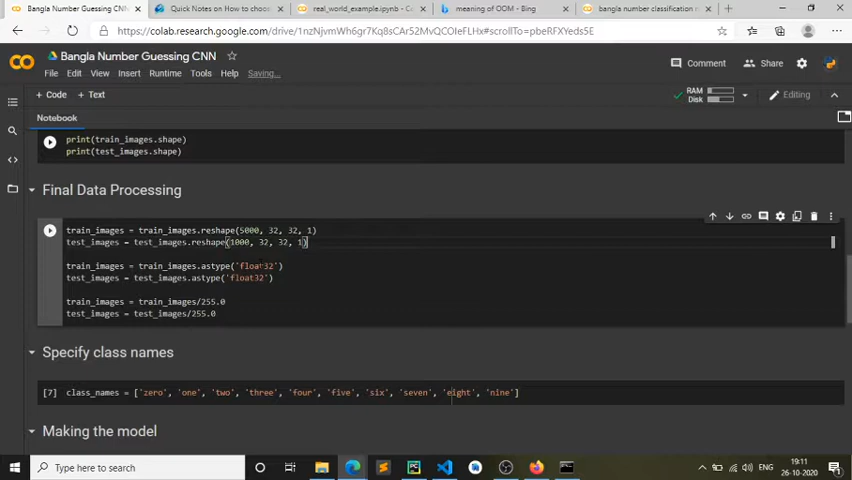 Bangla Number Guessing CNN
Quick Notes on How to choos
real_world_example.ipynb - C
meaning of OOM - Bing
bangla number classification
https://colab.research.google.com/drive/1nzNjvmWh6gr7Kq8sCAr52MvQCOIeFLHX#scrollTo=pbeFRGYES75E
Bangla Number Guessing CNN
File Edit View Insert Runtime Tools Help Saving...
Comment Share
+ Code + Text
RAM
Disk
Editing
Notebook
print(train_images.shape)
print(test_images.shape)
Final Data Processing
train_images = train_images.reshape(5000, 32, 32, 1)
test_images = test_images.reshape(1000, 32, 32, 1)
train_images = train_images.astype('float32')
test_images = test_images.astype('float32')
train_images = train_images/255.0
test_images = test_images/255.0
Specify class names
[7] class_names = ['zero', 'one', 'two', 'three', 'four', 'five', 'six', 'seven', 'eight', 'nine']
Making the model
Type here to search
ENG
19:11
26-10-2020